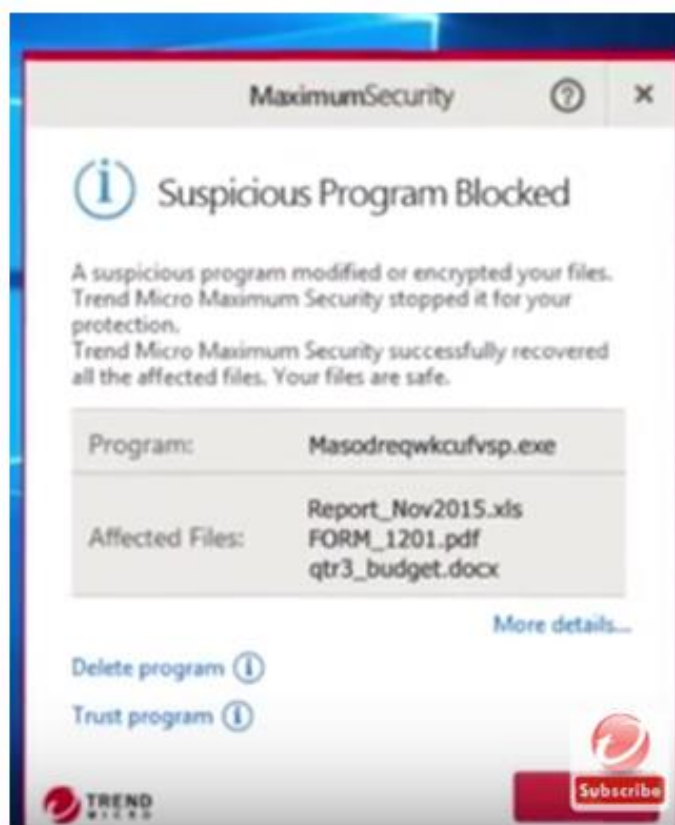 MaximumSecurity
Suspicious Program Blocked
A suspicious program modified or encrypted your files.
Trend Micro Maximum Security stopped it for your
protection.
Trend Micro Maximum Security successfully recovered
all the affected files. Your files are safe.
Program: Masodreqwkcufvsp.exe
Affected Files: Report_Nov2015.xls
FORM_1201.pdf
qtr3_budget.docx
More details...
Delete program
Trust program
TREND
MICRO
Subscribe